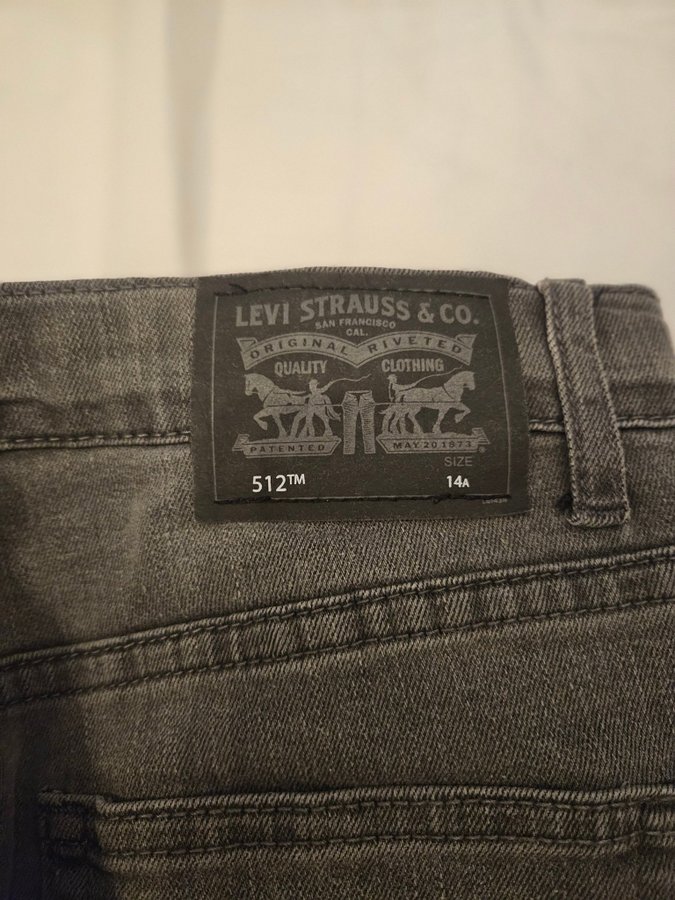 LEVI STRAUSS & CO.
SAN FRANCISCO
CAL.
ORIGINAL RIVETED
QUALITY CLOTHING
PATENTED MAY 20 1873 ®
SIZE
512™ 14A